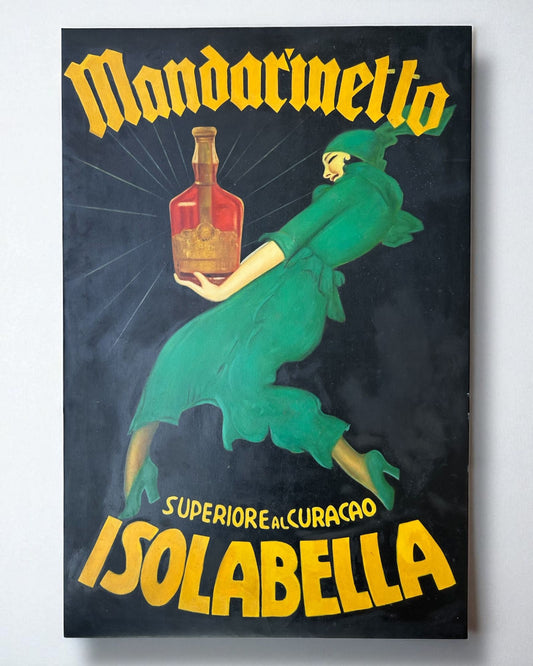 Mandarinetto
SUPERIORE AL CURACAO
ISOLABELLA